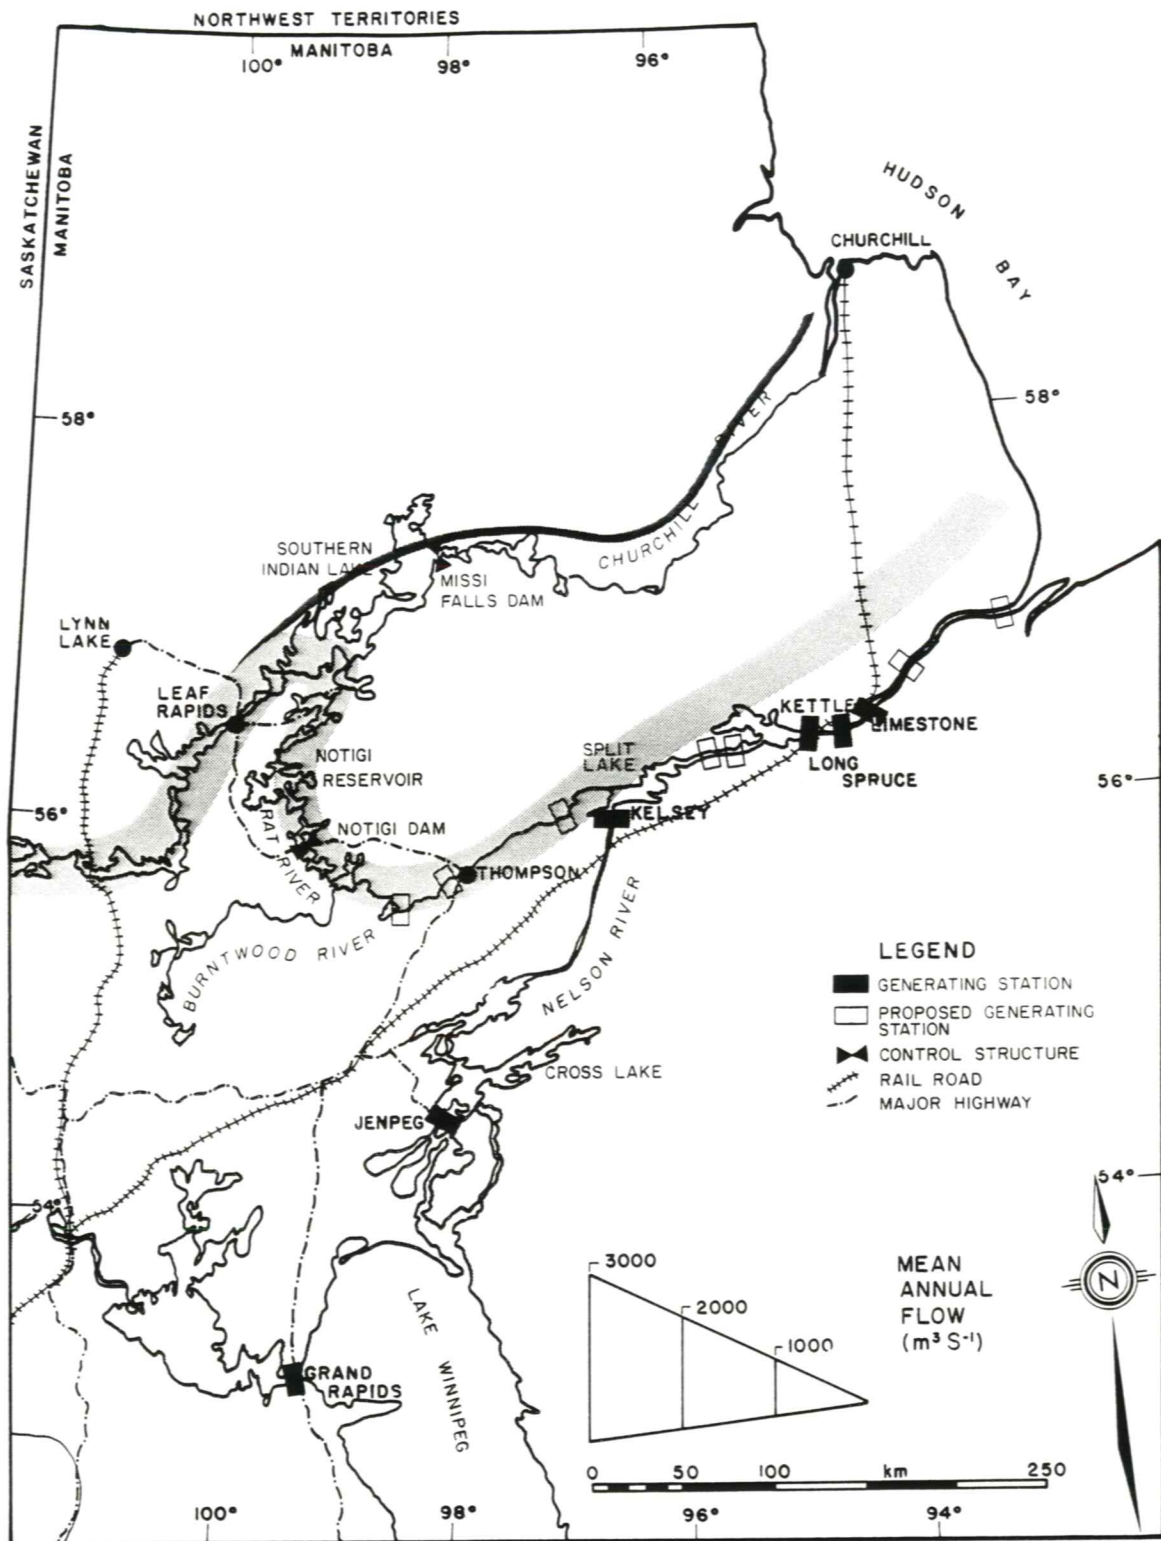 NORTHWEST TERRITORIES
MANITOBA
100°
98°
96°
SASKATCHEWAN
MANITOBA
HUDSON
BAY
CHURCHILL
58°
58°
CHURCHILL RIVER
SOUTHERN
INDIAN LAKE
MISSI
FALLS DAM
LYNN
LAKE
LEAF
RAPIDS
NOTIGI
RESERVOIR
NOTIGI DAM
RAT RIVER
SPLIT
LAKE
KETTLE
LIMESTONE
LONG
SPRUCE
56°
56°
KELSEY
THOMPSON
BURNTWOOD RIVER
NELSON RIVER
CROSS LAKE
JENPEG
LEGEND
GENERATING STATION
PROPOSED GENERATING
STATION
CONTROL STRUCTURE
RAIL ROAD
MAJOR HIGHWAY
54°
54°
N
GRAND
RAPIDS
LAKE WINNIPEG
3000
2000
1000
MEAN
ANNUAL
FLOW
(m³ S⁻¹)
0 50 100 km 250
100°
98°
96°
94°